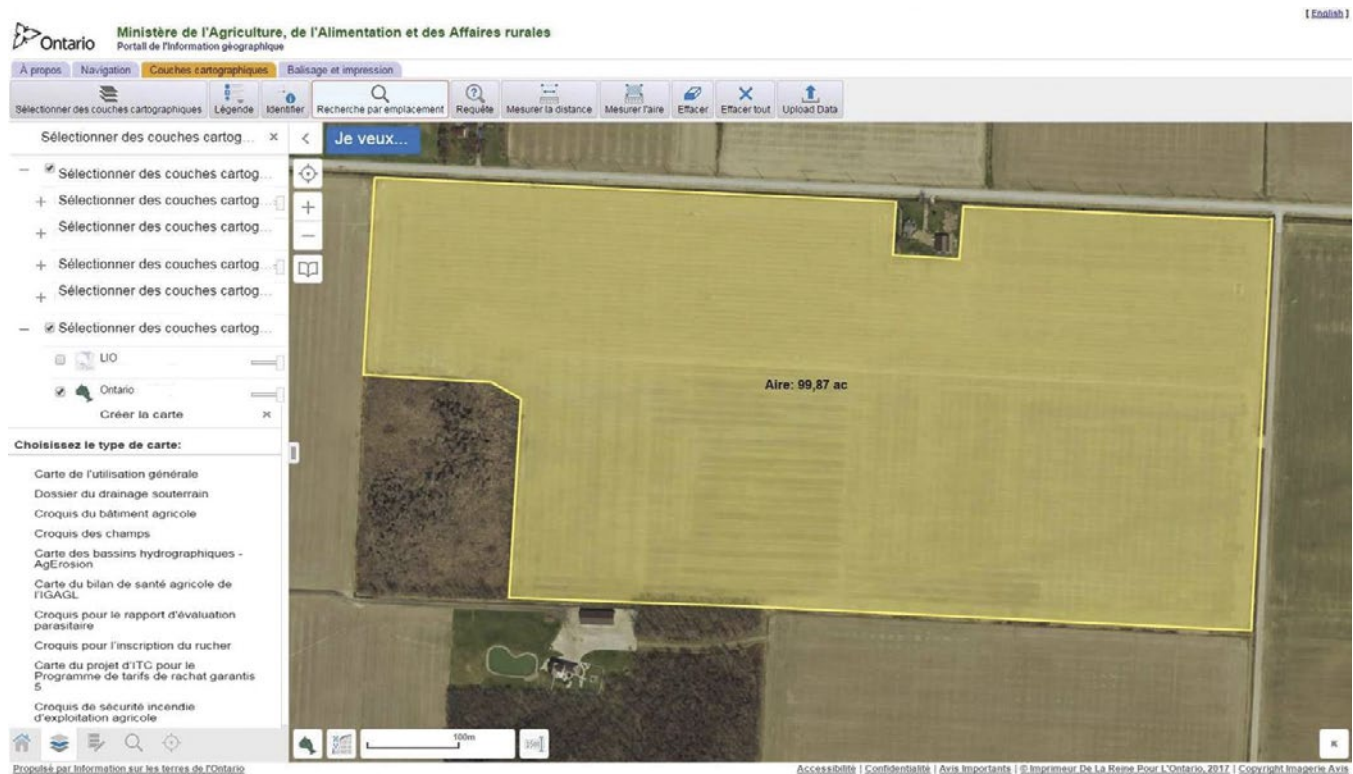 [ English ]
Ontario
Ministère de l'Agriculture, de l'Alimentation et des Affaires rurales
Portail de l'information géographique
À propos Navigation Couches cartographiques Balisage et impression
Sélectionner des couches cartographiques Légende Identifier Recherche par emplacement Requête Mesurer la distance Mesurer l'aire Effacer Effacer tout Upload Data
Sélectionner des couches cartog...
Je veux...
Sélectionner des couches cartog...
Sélectionner des couches cartog...
Sélectionner des couches cartog...
Sélectionner des couches cartog...
Sélectionner des couches cartog...
Sélectionner des couches cartog...
LIO
Ontario
Créer la carte
Choisissez le type de carte:
Carte de l'utilisation générale
Dossier du drainage souterrain
Croquis du bâtiment agricole
Croquis des champs
Carte des bassins hydrographiques -
AgErosion
Carte du bilan de santé agricole de
l'IGAGL
Croquis pour le rapport d'évaluation
parasitaire
Croquis pour l'inscription du rucher
Carte du projet d'ITC pour le
Programme de tarifs de rachat garantis
5
Croquis de sécurité incendie
d'exploitation agricole
Aire: 99,87 ac
100m
Propulsé par Information sur les terres de l'Ontario
Accessibilité | Confidentialité | Avis Importants | © Imprimeur De La Reine Pour L'Ontario, 2017 | Copyright Imagerie Avis